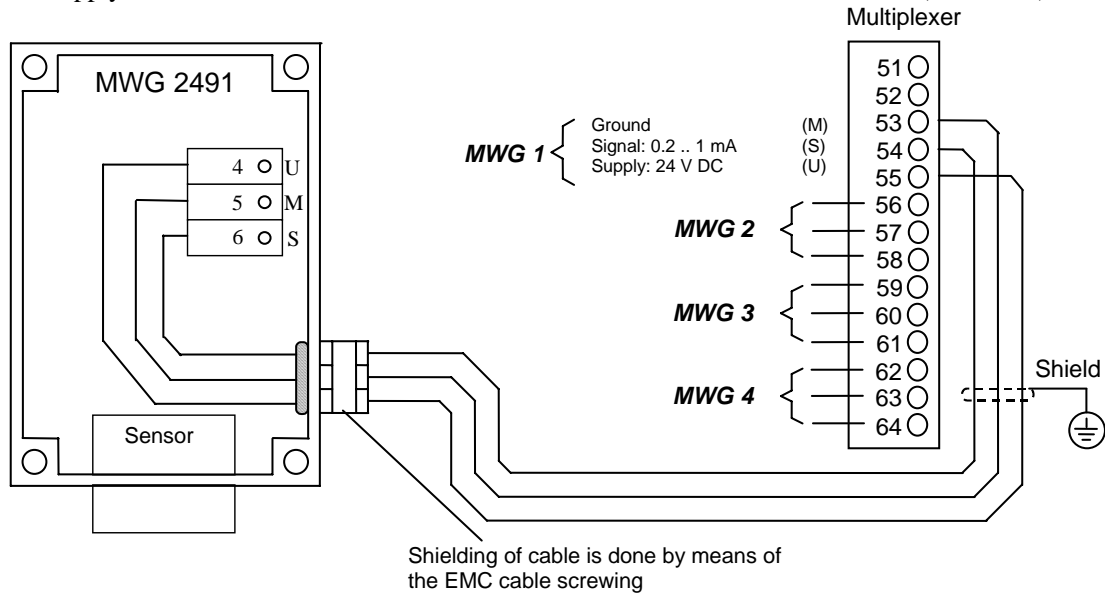 Multiplexer
MWG 2491
4 U
5 M
6 S
Sensor
MWG 1
Ground (M)
Signal: 0.2 .. 1 mA (S)
Supply: 24 V DC (U)
MWG 2
MWG 3
MWG 4
51
52
53
54
55
56
57
58
59
60
61
62
63
64
Shield
Shielding of cable is done by means of
the EMC cable screwing